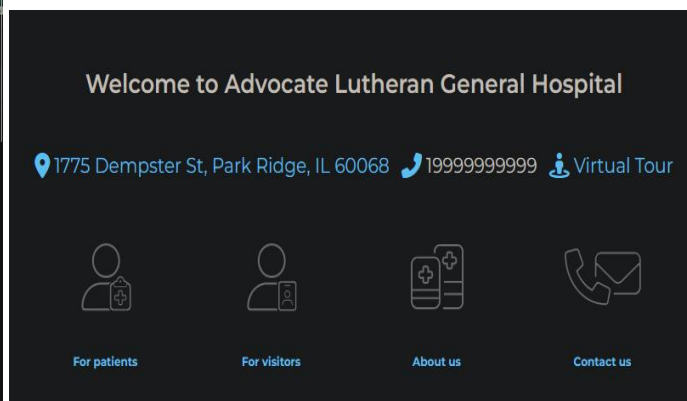 Welcome to Advocate Lutheran General Hospital
1775 Dempster St, Park Ridge, IL 60068 19999999999 Virtual Tour
For patients For visitors About us Contact us